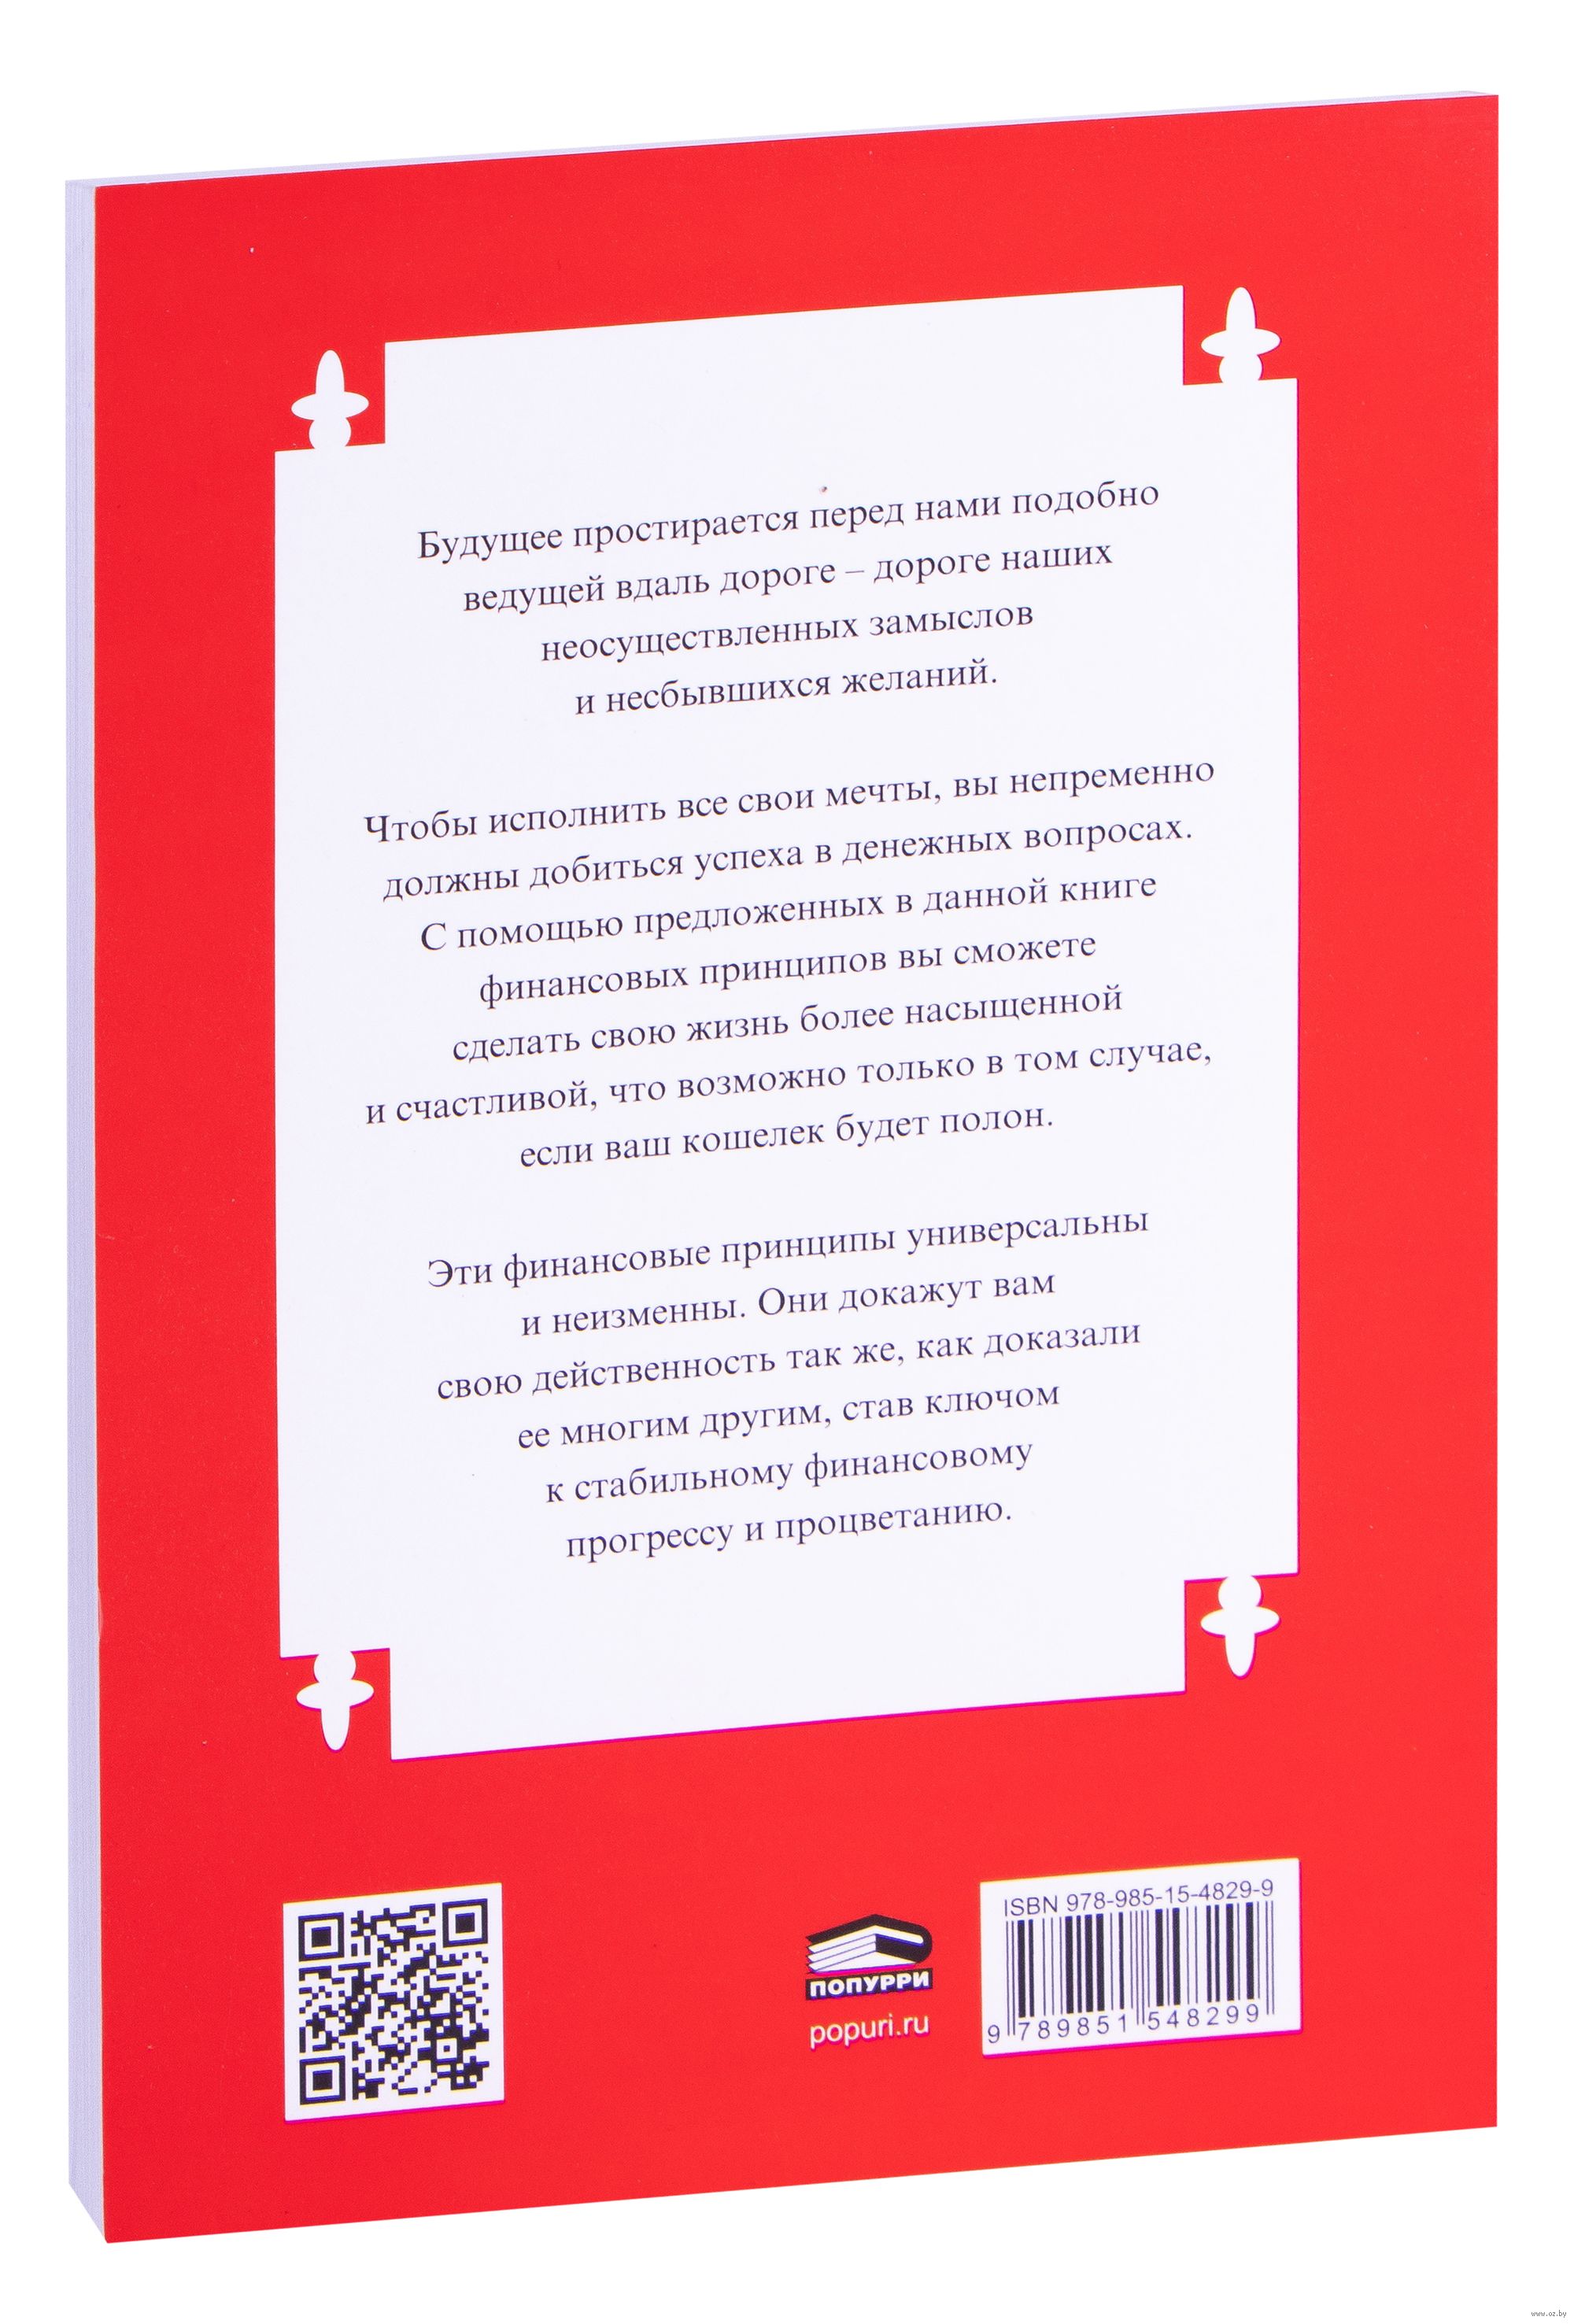 Будущее простирается перед нами подобно
ведущей вдаль дороге – дороге наших
неосуществленных замыслов
и несбывшихся желаний.
Чтобы исполнить все свои мечты, вы непременно
должны добиться успеха в денежных вопросах.
С помощью предложенных в данной книге
финансовых принципов вы сможете
сделать свою жизнь более насыщенной
и счастливой, что возможно только в том случае,
если ваш кошелек будет полон.
Эти финансовые принципы универсальны
и неизменны. Они докажут вам
свою действенность так же, как доказали
ее многим другим, став ключом
к стабильному финансовому
прогрессу и процветанию.
ПОПУРРИ
popuri.ru
ISBN 978-985-15-4829-9
9 789851 548299
www.oz.by